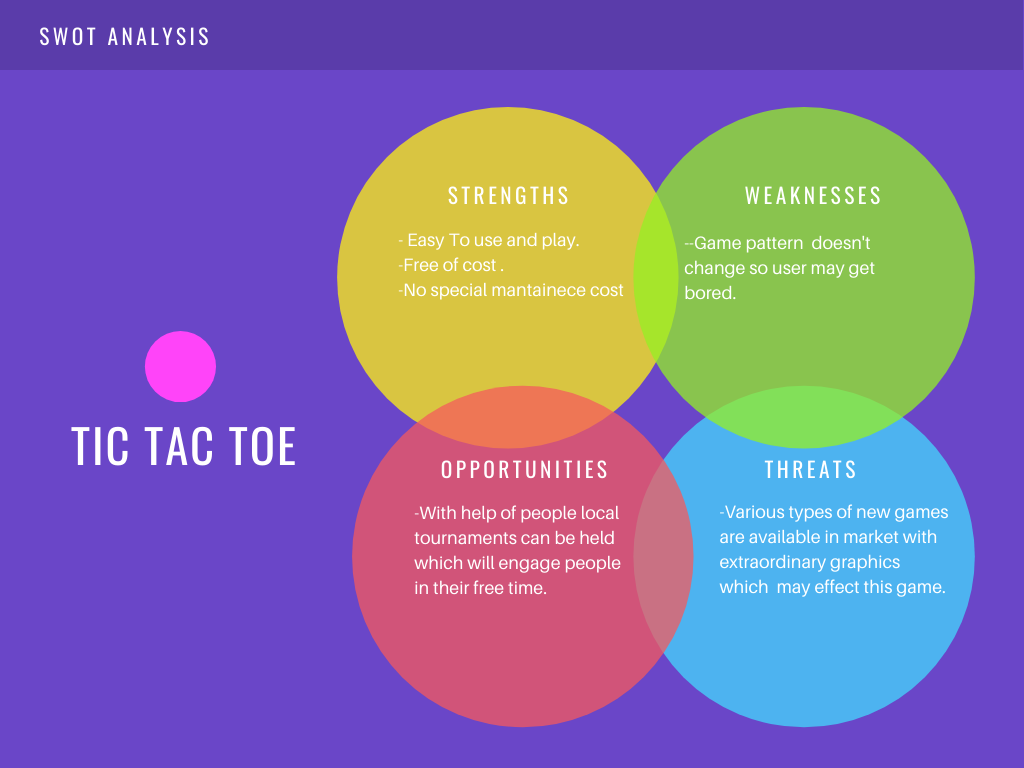 SWOT ANALYSIS
STRENGTHS
- Easy To use and play.
-Free of cost .
-No special mantainece cost
WEAKNESSES
--Game pattern  doesn't
change so user may get
bored.
TIC TAC TOE
OPPORTUNITIES
-With help of people local
tournaments can be held
which will engage people
in their free time.
THREATS
-Various types of new games
are available in market with
extraordinary graphics
which  may effect this game.